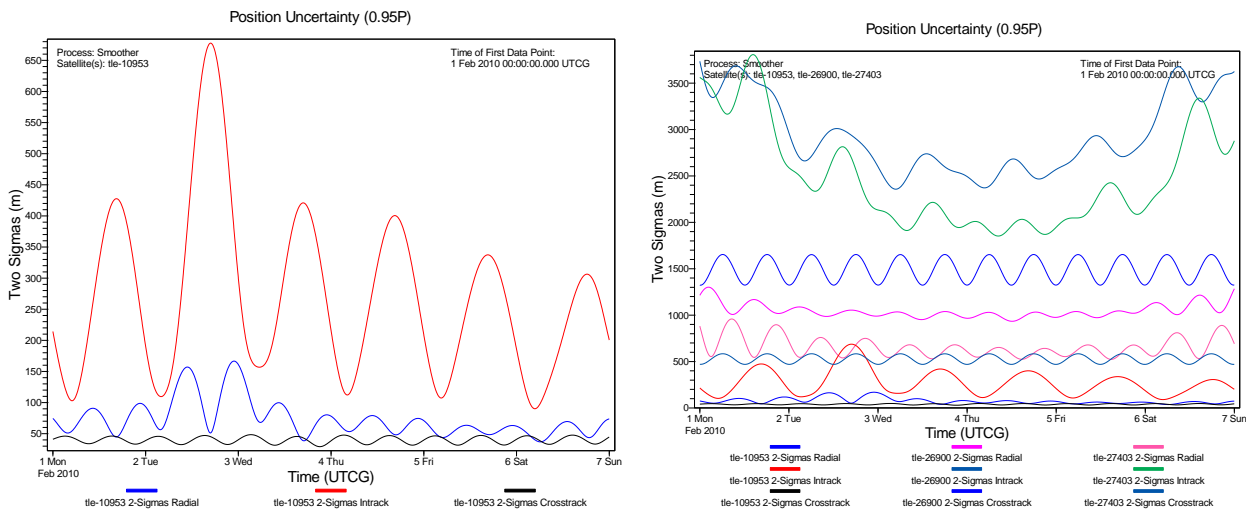 Position Uncertainty (0.95P)
Process: Smoother
Satellite(s): tle-10953
Time of First Data Point:
1 Feb 2010 00:00:00.000 UTCG
Two Sigmas (m)
650
600
550
500
450
400
350
300
250
200
150
100
50
1 Mon
2 Tue
3 Wed
4 Thu
5 Fri
6 Sat
7 Sun
Feb 2010
Time (UTCG)
tle-10953 2-Sigmas Radial
tle-10953 2-Sigmas Intrack
tle-10953 2-Sigmas Crosstrack
Position Uncertainty (0.95P)
Process: Smoother
Satellite(s): tle-10953, tle-26900, tle-27403
Time of First Data Point:
1 Feb 2010 00:00:00.000 UTCG
Two Sigmas (m)
3500
3000
2500
2000
1500
1000
500
0
1 Mon
2 Tue
3 Wed
4 Thu
5 Fri
6 Sat
7 Sun
Feb 2010
Time (UTCG)
tle-10953 2-Sigmas Radial
tle-26900 2-Sigmas Radial
tle-27403 2-Sigmas Radial
tle-10953 2-Sigmas Intrack
tle-26900 2-Sigmas Intrack
tle-27403 2-Sigmas Intrack
tle-10953 2-Sigmas Crosstrack
tle-26900 2-Sigmas Crosstrack
tle-27403 2-Sigmas Crosstrack